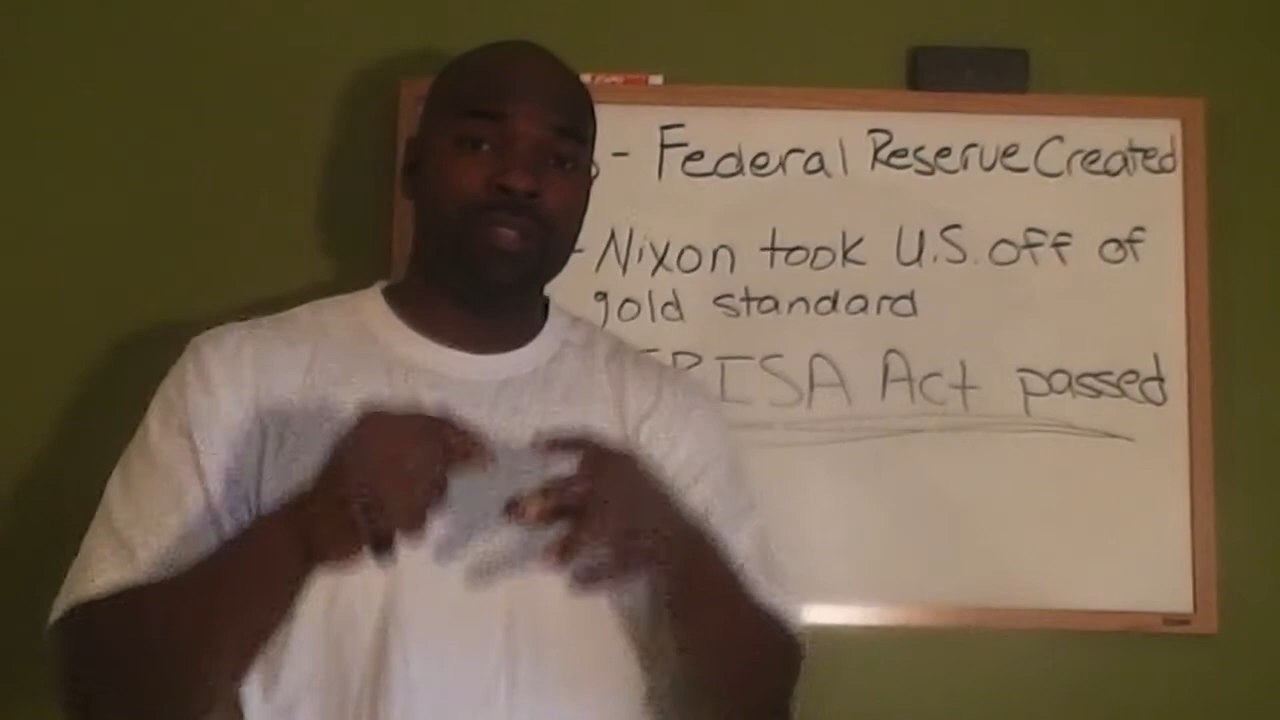 - Federal Reserve Created
- Nixon took U.S. off of
gold standard
Act passed